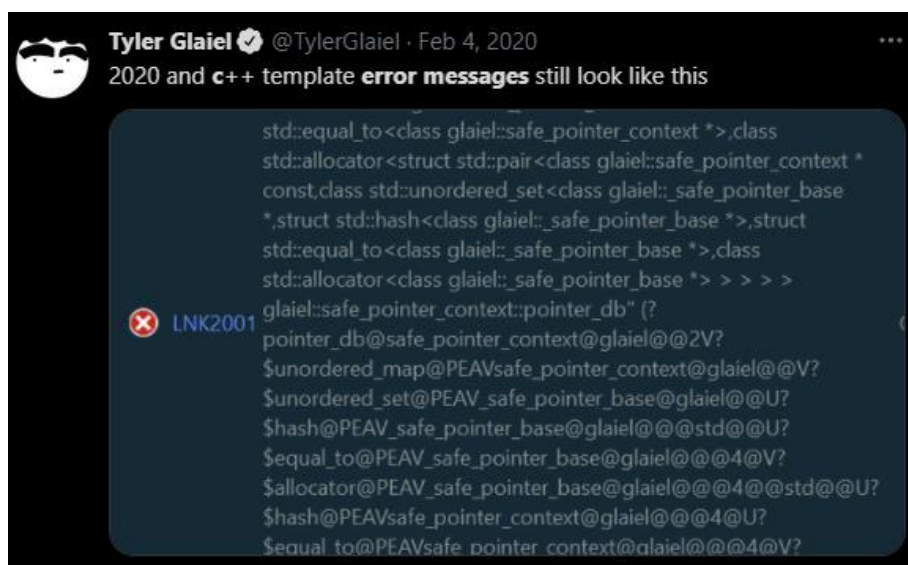 Tyler Glaiel @TylerGlaiel · Feb 4, 2020
2020 and c++ template error messages still look like this
std::equal_to<class glaiel::safe_pointer_context *>,class
std::allocator<struct std::pair<class glaiel::safe_pointer_context *
const,class std::unordered_set<class glaiel::_safe_pointer_base
*,struct std::hash<class glaiel::_safe_pointer_base *>,struct
std::equal_to<class glaiel::_safe_pointer_base *>,class
std::allocator<class glaiel::_safe_pointer_base *> > > > >
glaiel::safe_pointer_context::pointer_db" (?
LNK2001
pointer_db@safe_pointer_context@glaiel@@2V?
$unordered_map@PEAVsafe_pointer_context@glaiel@@V?
$unordered_set@PEAV_safe_pointer_base@glaiel@@U?
$hash@PEAV_safe_pointer_base@glaiel@@@std@@U?
$equal_to@PEAV_safe_pointer_base@glaiel@@@4@V?
$allocator@PEAV_safe_pointer_base@glaiel@@@4@@std@@U?
$hash@PEAVsafe_pointer_context@glaiel@@@4@U?
$equal_to@PEAVsafe_pointer_context@glaiel@@@4@V?